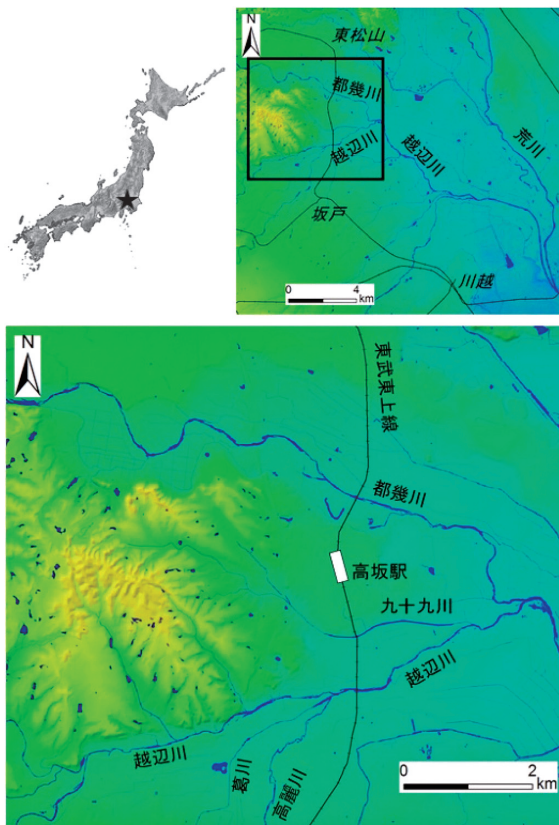 N
東松山
都幾川
越辺川
越辺川
荒川
坂戸
川越
0 4
km
N
東武東上線
都幾川
高坂駅
九十九川
越辺川
越辺川
葛川
高麗川
0 2
km